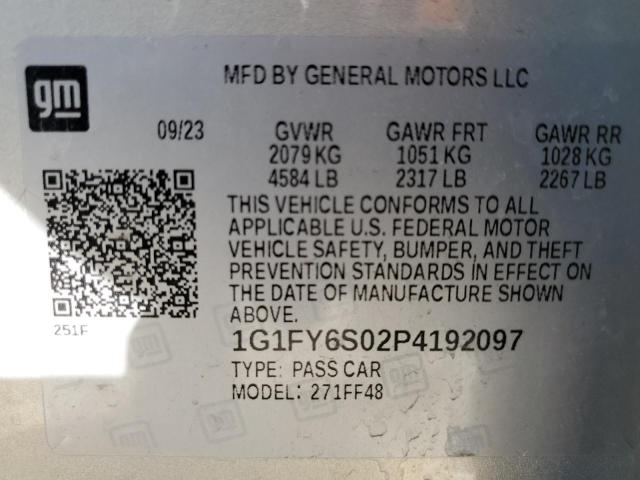 gm
MFD BY GENERAL MOTORS LLC
09/23 GVWR GAWR FRT GAWR RR
2079 KG 1051 KG 1028 KG
4584 LB 2317 LB 2267 LB
THIS VEHICLE CONFORMS TO ALL
APPLICABLE U.S. FEDERAL MOTOR
VEHICLE SAFETY, BUMPER, AND THEFT
PREVENTION STANDARDS IN EFFECT ON
THE DATE OF MANUFACTURE SHOWN
ABOVE.
251F
1G1FY6S02P4192097
TYPE: PASS CAR
MODEL: 271FF48